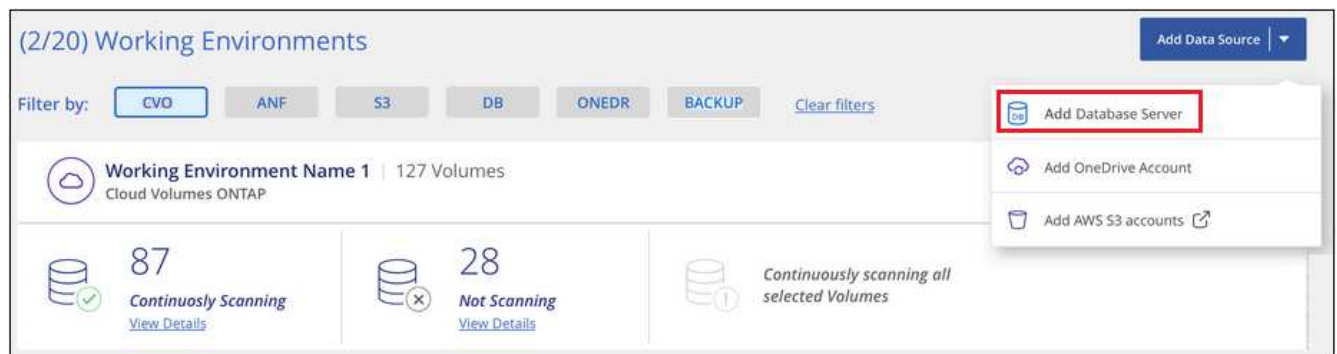 (2/20) Working Environments
Add Data Source
Filter by:
CVO
ANF
S3
DB
ONEDR
BACKUP
Clear filters
DB
Add Database Server
Add OneDrive Account
Add AWS S3 accounts
Working Environment Name 1 | 127 Volumes
Cloud Volumes ONTAP
87
Continuosly Scanning
View Details
28
Not Scanning
View Details
Continuously scanning all
selected Volumes